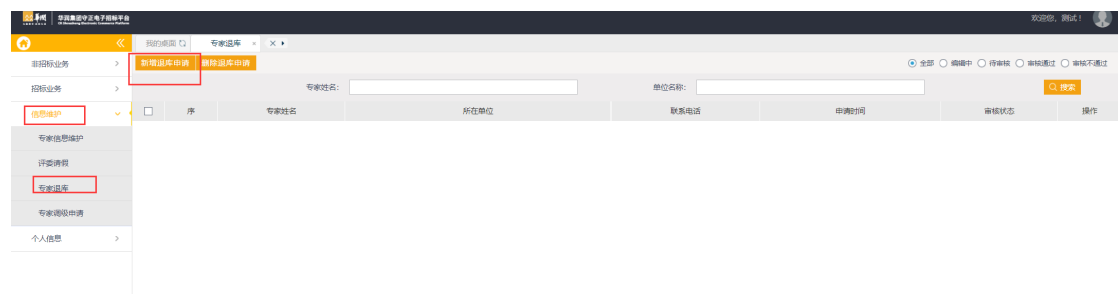 华润 华润集团守正电子招标平台
欢迎您，测试！
我的桌面 专家退库
非招标业务
新增退库申请 删除退库申请
全部 编辑中 待审核 审核通过 审核不通过
招标业务
专家姓名： 单位名称： 搜索
信息维护
序 专家姓名 所在单位 联系电话 申请时间 审核状态 操作
专家信息维护
评委请假
专家退库
专家调级申请
个人信息